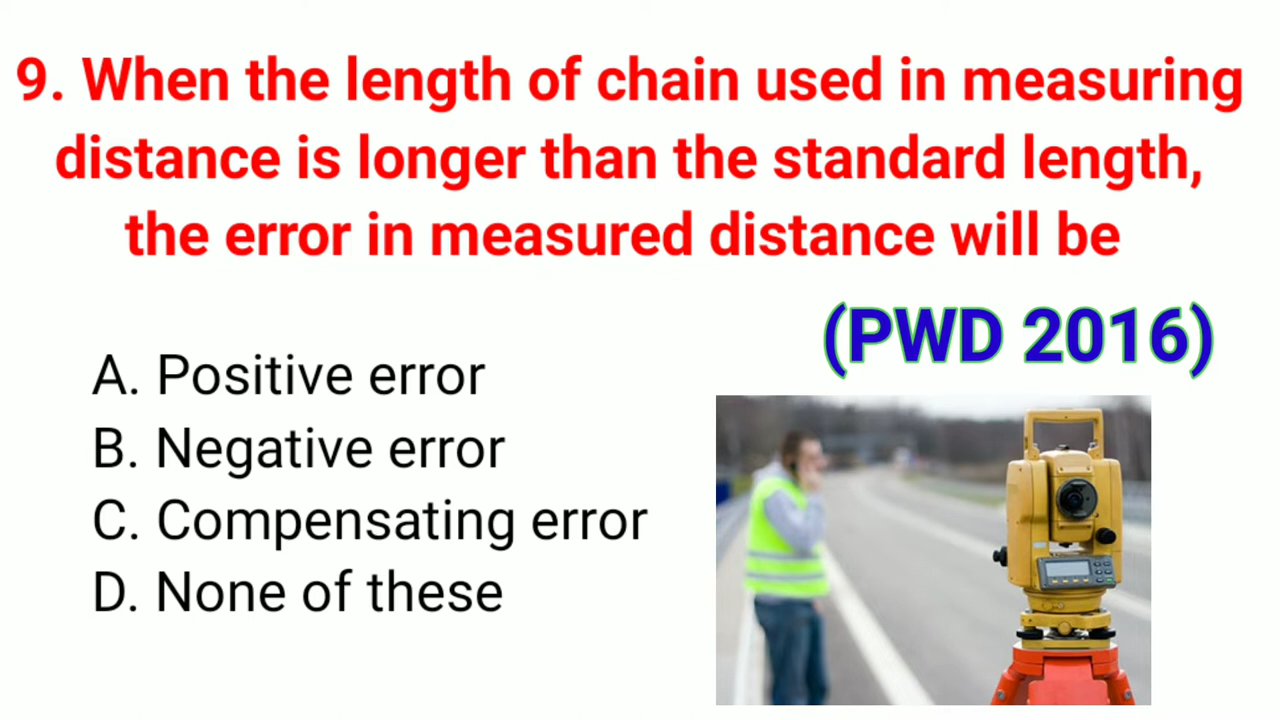 9. When the length of chain used in measuring
distance is longer than the standard length,
the error in measured distance will be
(PWD 2016)
A. Positive error
B. Negative error
C. Compensating error
D. None of these